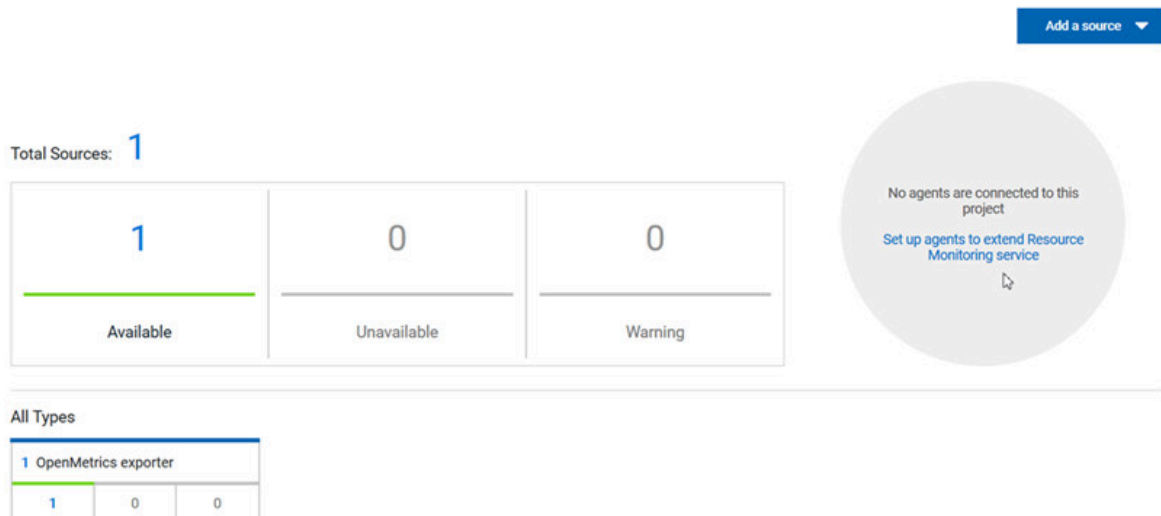 Add a source
Total Sources: 1
1
0
0
Available
Unavailable
Warning
No agents are connected to this
project
Set up agents to extend Resource
Monitoring service
All Types
1 OpenMetrics exporter
1
0
0